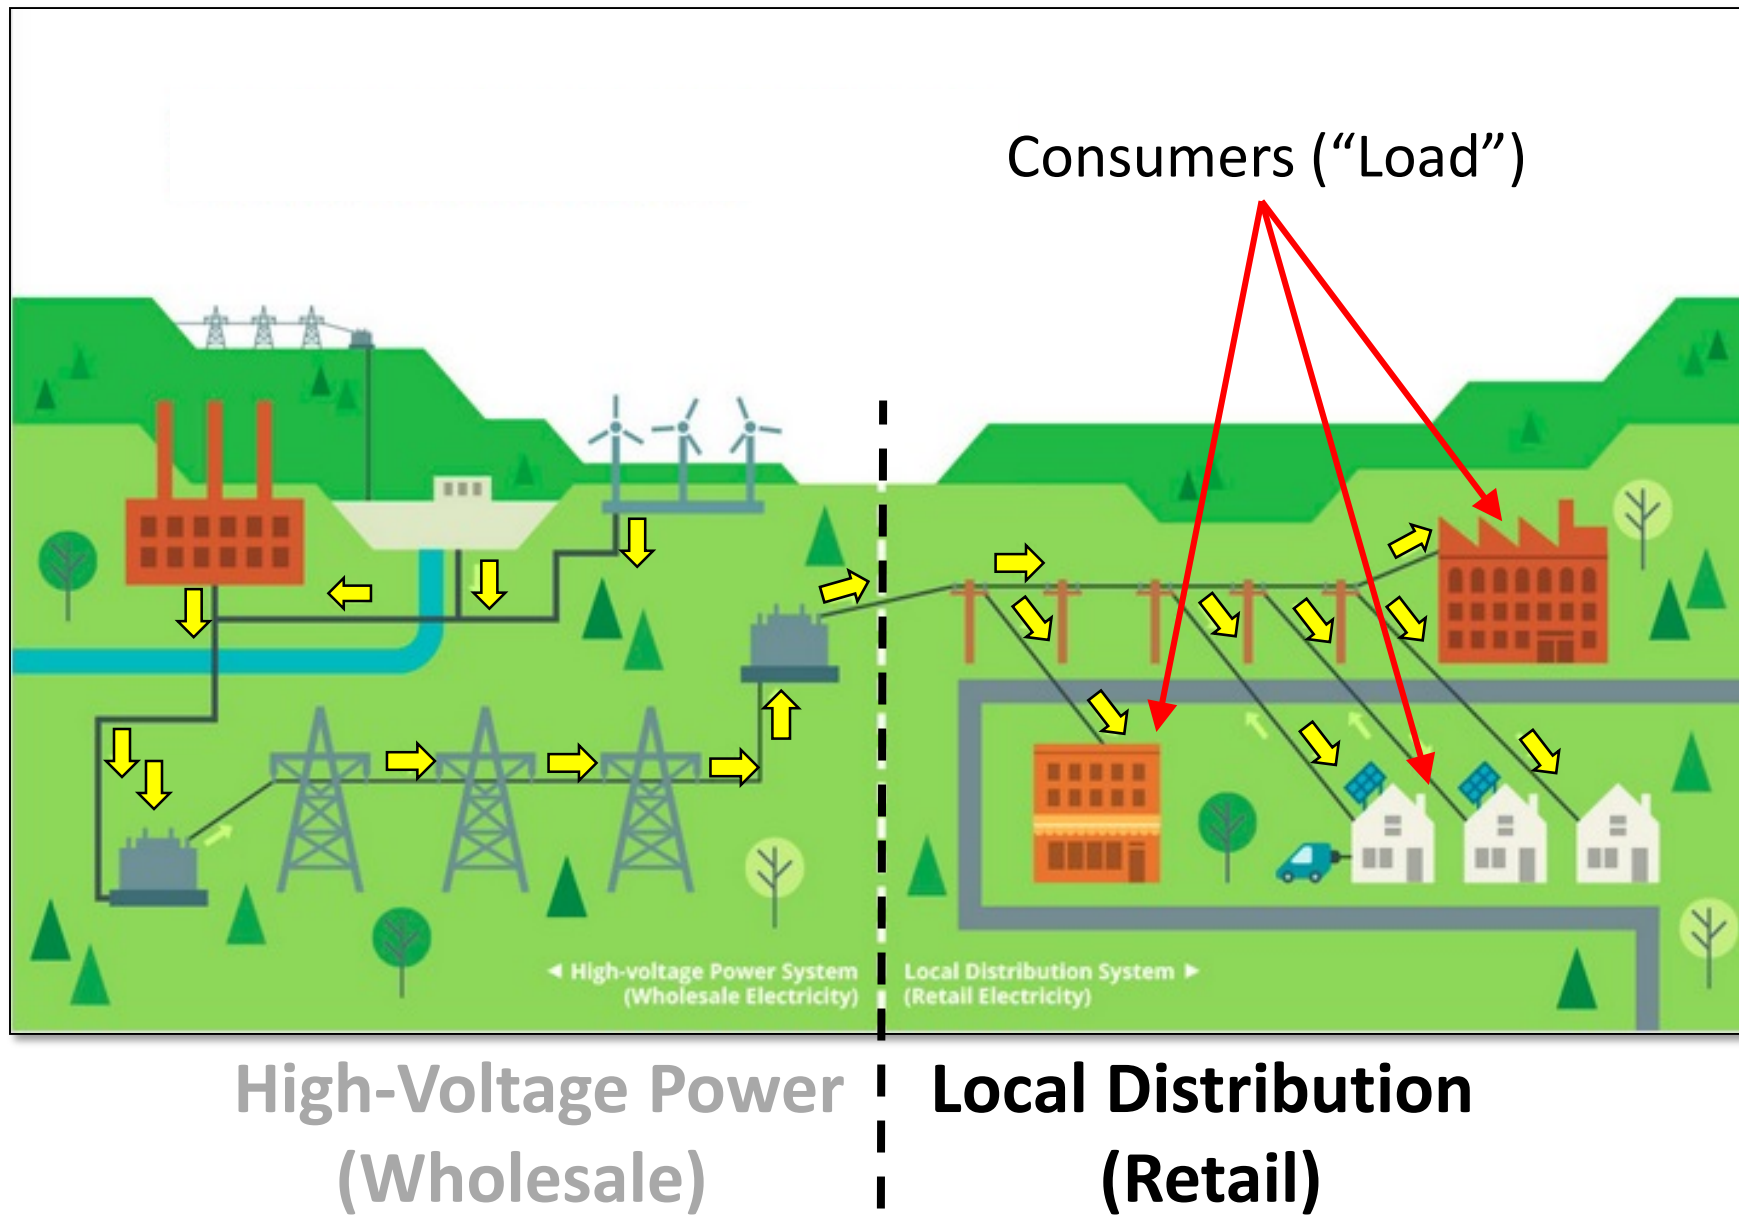 Consumers (“Load”)
◄ High-voltage Power System
(Wholesale Electricity)
Local Distribution System ►
(Retail Electricity)
High-Voltage Power
(Wholesale)
Local Distribution
(Retail)